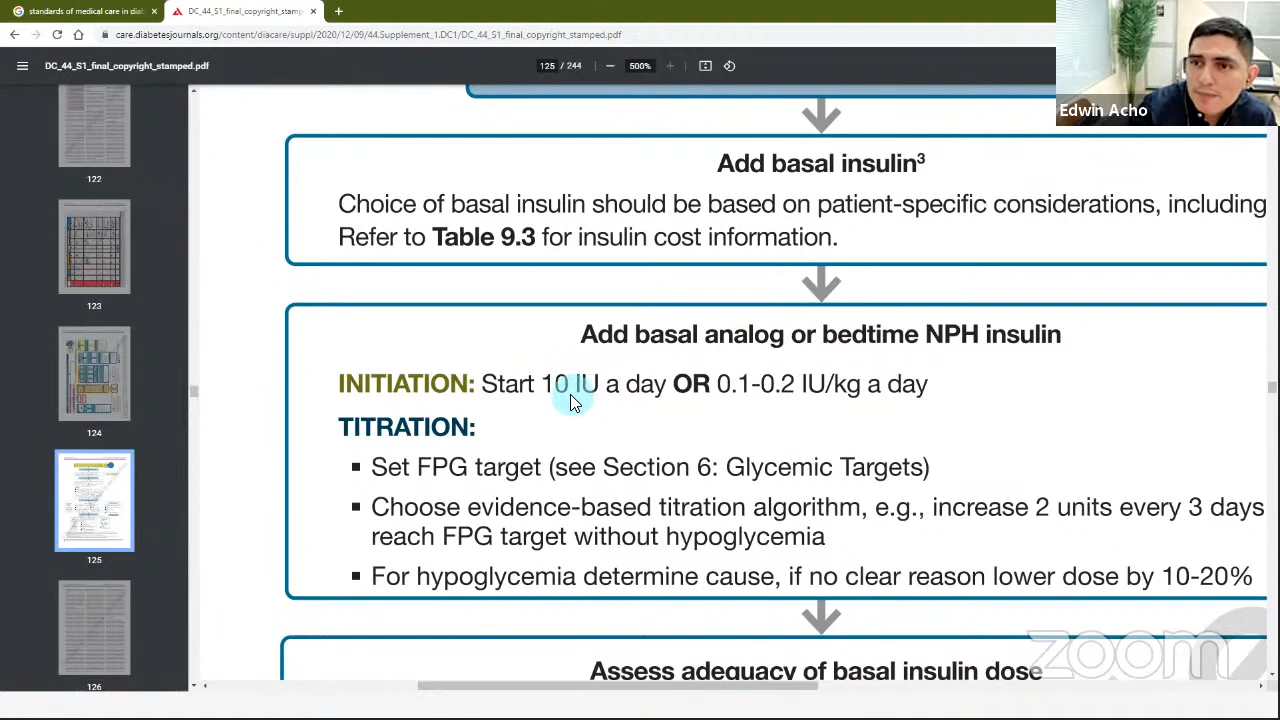 standards of medical care in diab
DC_44_S1_final_copyright_stamp
care.diabetesjournals.org/content/diacare/suppl/2020/12/09/44.Supplement_1.DC1/DC_44_S1_final_copyright_stamped.pdf
DC_44_S1_final_copyright_stamped.pdf
125 / 244
500%
Edwin Acho
122
123
124
125
126
Add basal insulin³
Choice of basal insulin should be based on patient-specific considerations, including
Refer to Table 9.3 for insulin cost information.
Add basal analog or bedtime NPH insulin
INITIATION: Start 10 IU a day OR 0.1-0.2 IU/kg a day
TITRATION:
▪ Set FPG target (see Section 6: Glycemic Targets)
▪ Choose evidence-based titration algorithm, e.g., increase 2 units every 3 days
reach FPG target without hypoglycemia
▪ For hypoglycemia determine cause, if no clear reason lower dose by 10-20%
Assess adequacy of basal insulin dose
zoom